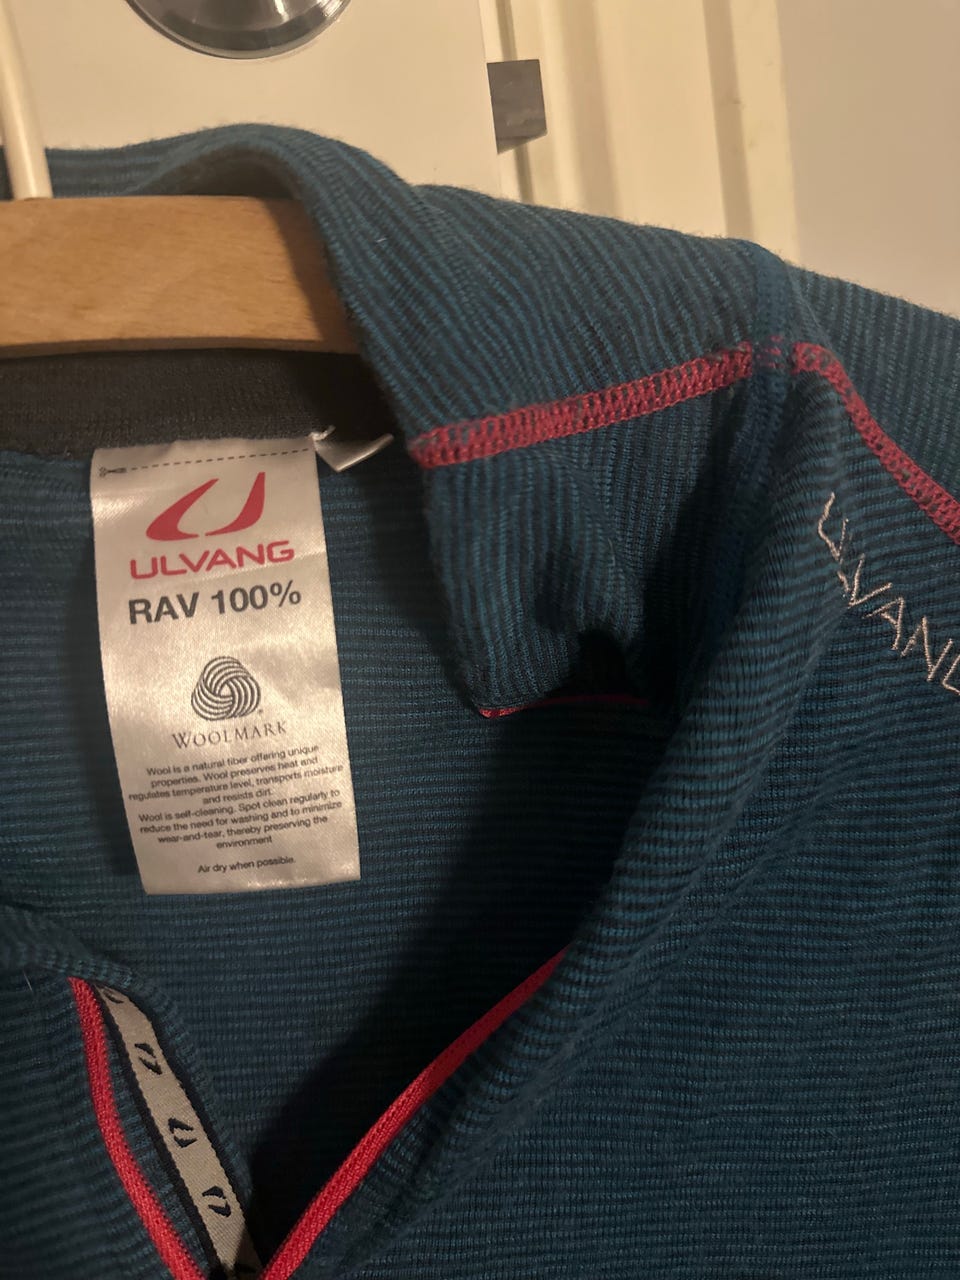 ULVANG
RAV 100%
WOOLMARK
Wool is a natural fiber offering unique
properties. Wool preserves heat and
regulates temperature level, transports moisture
and resists dirt.
Wool is self-cleaning. Spot clean regularly to
reduce the need for washing and to minimize
wear-and-tear, thereby preserving the
environment
Air dry when possible.
ULVANG